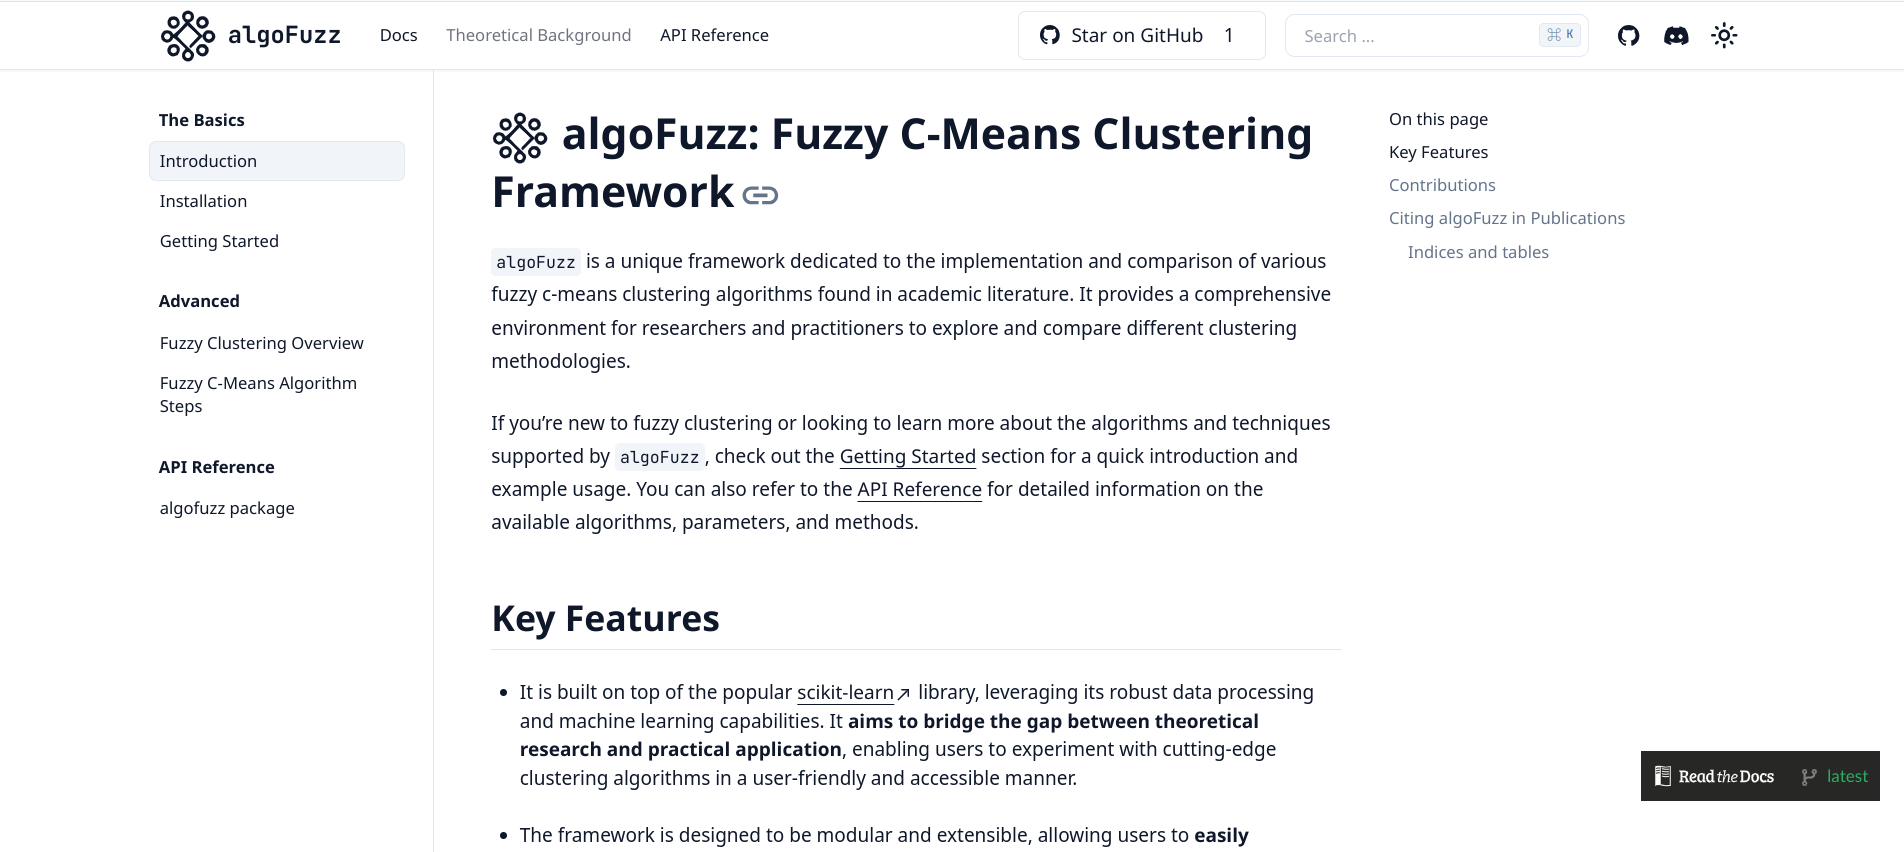 algoFuzz Docs Theoretical Background API Reference Star on GitHub 1 Search ... ⌘ K
The Basics
Introduction
Installation
Getting Started
Advanced
Fuzzy Clustering Overview
Fuzzy C-Means Algorithm
Steps
API Reference
algofuzz package
algoFuzz: Fuzzy C-Means Clustering
Framework
algoFuzz is a unique framework dedicated to the implementation and comparison of various
fuzzy c-means clustering algorithms found in academic literature. It provides a comprehensive
environment for researchers and practitioners to explore and compare different clustering
methodologies.
If you’re new to fuzzy clustering or looking to learn more about the algorithms and techniques
supported by algoFuzz, check out the Getting Started section for a quick introduction and
example usage. You can also refer to the API Reference for detailed information on the
available algorithms, parameters, and methods.
Key Features
• It is built on top of the popular scikit-learn↗ library, leveraging its robust data processing
and machine learning capabilities. It aims to bridge the gap between theoretical
research and practical application, enabling users to experiment with cutting-edge
clustering algorithms in a user-friendly and accessible manner.
• The framework is designed to be modular and extensible, allowing users to easily
On this page
Key Features
Contributions
Citing algoFuzz in Publications
Indices and tables
Read the Docs latest